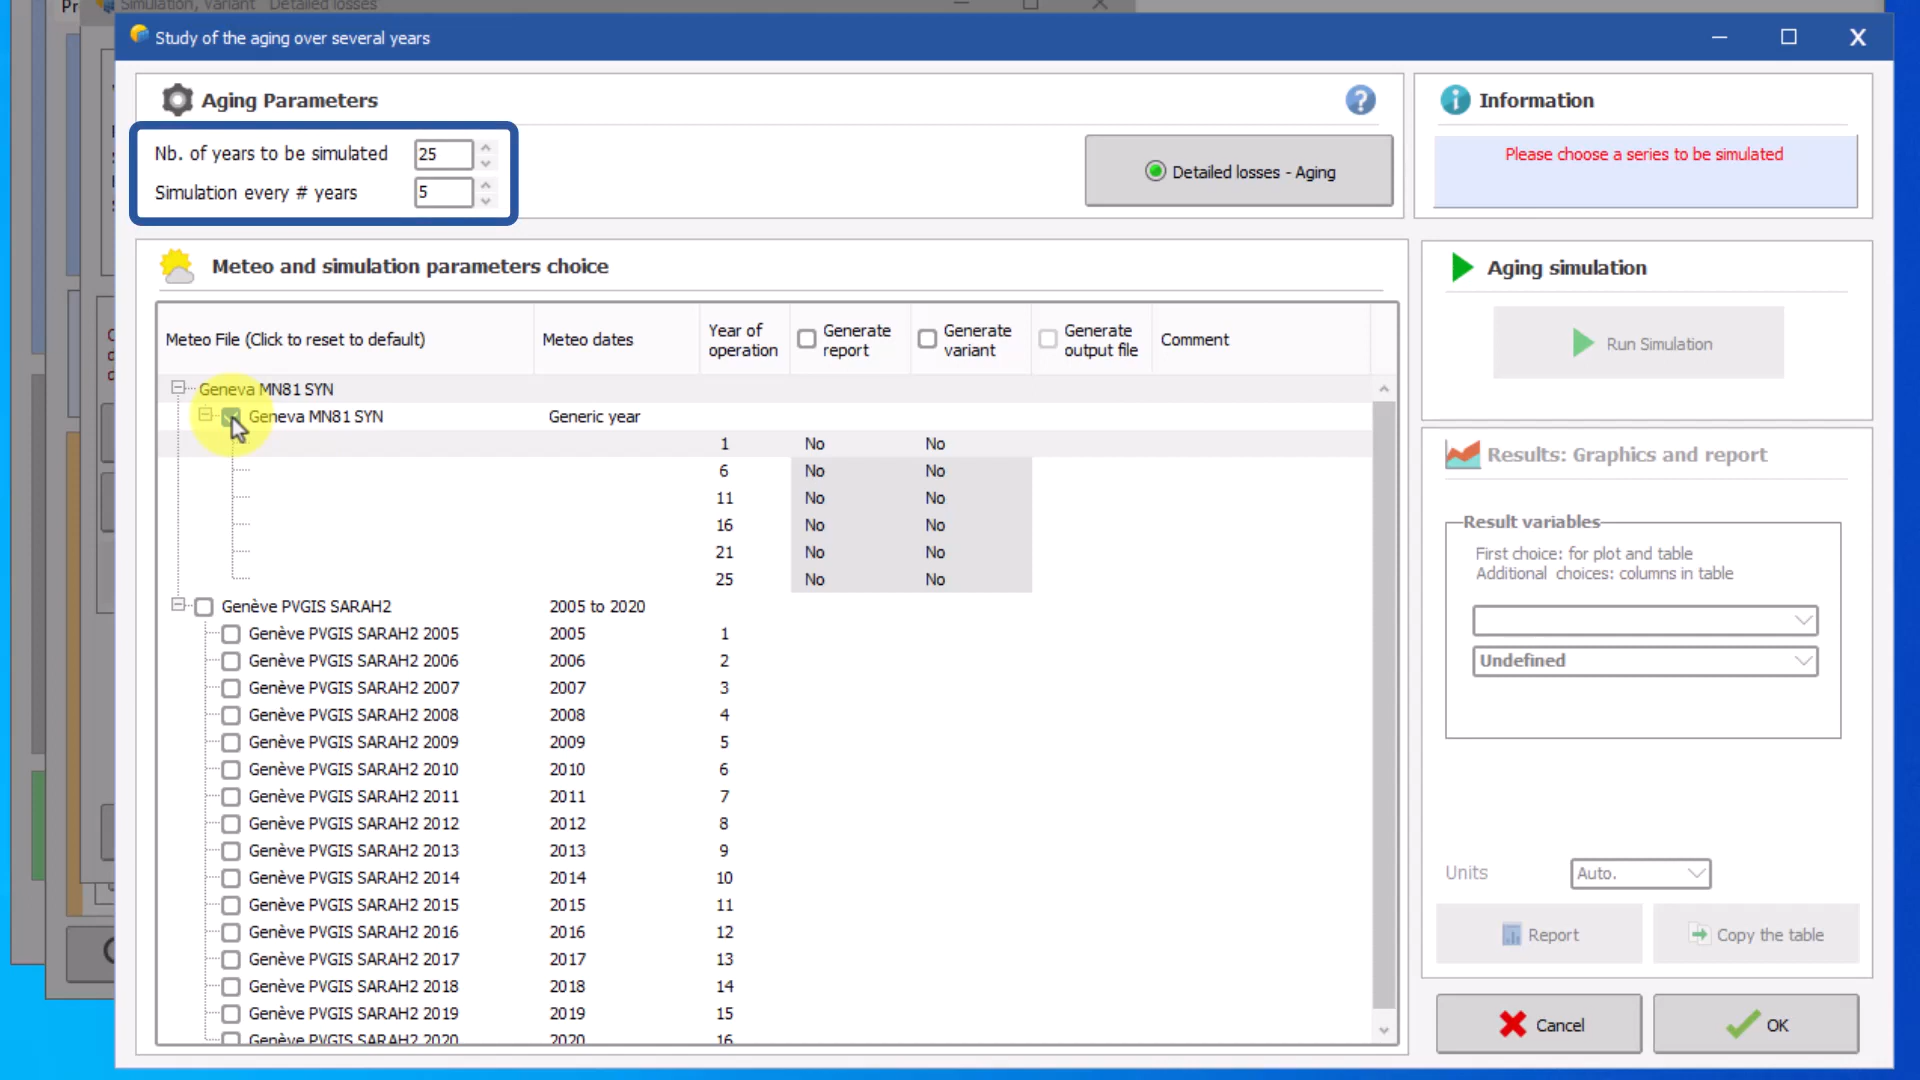 Simulation, Variant  Detailed losses
Study of the aging over several years
Aging Parameters
Nb. of years to be simulated 25
Simulation every # years 5
Detailed losses - Aging
Information
Please choose a series to be simulated
Meteo and simulation parameters choice
Meteo File (Click to reset to default) Meteo dates Year of operation Generate report Generate variant Generate output file Comment
Geneva MN81 SYN
Geneva MN81 SYN Generic year
1 No No
6 No No
11 No No
16 No No
21 No No
25 No No
Genève PVGIS SARAH2 2005 to 2020
Genève PVGIS SARAH2 2005 2005 1
Genève PVGIS SARAH2 2006 2006 2
Genève PVGIS SARAH2 2007 2007 3
Genève PVGIS SARAH2 2008 2008 4
Genève PVGIS SARAH2 2009 2009 5
Genève PVGIS SARAH2 2010 2010 6
Genève PVGIS SARAH2 2011 2011 7
Genève PVGIS SARAH2 2012 2012 8
Genève PVGIS SARAH2 2013 2013 9
Genève PVGIS SARAH2 2014 2014 10
Genève PVGIS SARAH2 2015 2015 11
Genève PVGIS SARAH2 2016 2016 12
Genève PVGIS SARAH2 2017 2017 13
Genève PVGIS SARAH2 2018 2018 14
Genève PVGIS SARAH2 2019 2019 15
Genève PVGIS SARAH2 2020 2020 16
Aging simulation
Run Simulation
Results: Graphics and report
Result variables
First choice: for plot and table
Additional choices: columns in table
Undefined
Units Auto.
Report Copy the table
Cancel OK